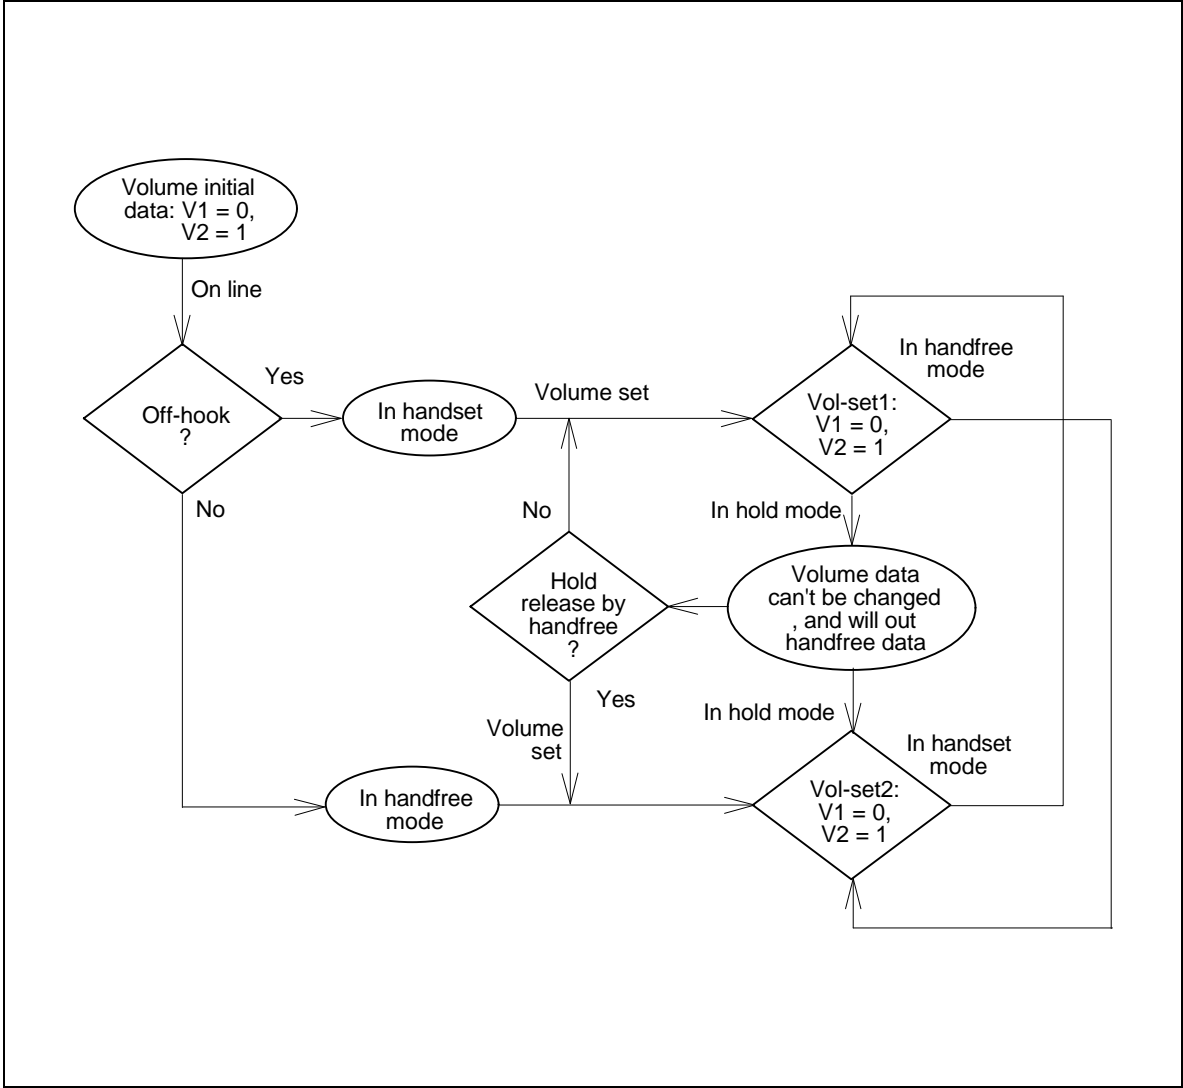 Volume initial
data: V1 = 0,
V2 = 1
On line
Off-hook
?
Yes
No
In handset
mode
Volume set
Vol-set1:
V1 = 0,
V2 = 1
In handfree
mode
In hold mode
Volume data
can't be changed
, and will out
handfree data
Hold
release by
handfree
?
No
Yes
Volume
set
In hold mode
In handfree
mode
Vol-set2:
V1 = 0,
V2 = 1
In handset
mode